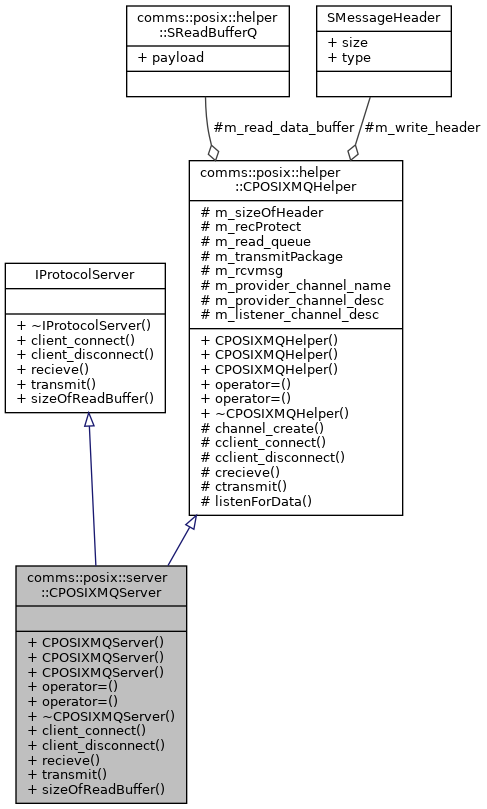 comms::posix::helper
::SReadBufferQ
+ payload
SMessageHeader
+ size
+ type
#m_read_data_buffer
#m_write_header
comms::posix::helper
::CPOSIXMQHelper
# m_sizeOfHeader
# m_recProtect
# m_read_queue
# m_transmitPackage
# m_rcvmsg
# m_provider_channel_name
# m_provider_channel_desc
# m_listener_channel_desc
+ CPOSIXMQHelper()
+ CPOSIXMQHelper()
+ CPOSIXMQHelper()
+ operator=()
+ operator=()
+ ~CPOSIXMQHelper()
# channel_create()
# cclient_connect()
# cclient_disconnect()
# crecieve()
# ctransmit()
# listenForData()
IProtocolServer
+ ~IProtocolServer()
+ client_connect()
+ client_disconnect()
+ recieve()
+ transmit()
+ sizeOfReadBuffer()
comms::posix::server
::CPOSIXMQServer
+ CPOSIXMQServer()
+ CPOSIXMQServer()
+ CPOSIXMQServer()
+ operator=()
+ operator=()
+ ~CPOSIXMQServer()
+ client_connect()
+ client_disconnect()
+ recieve()
+ transmit()
+ sizeOfReadBuffer()